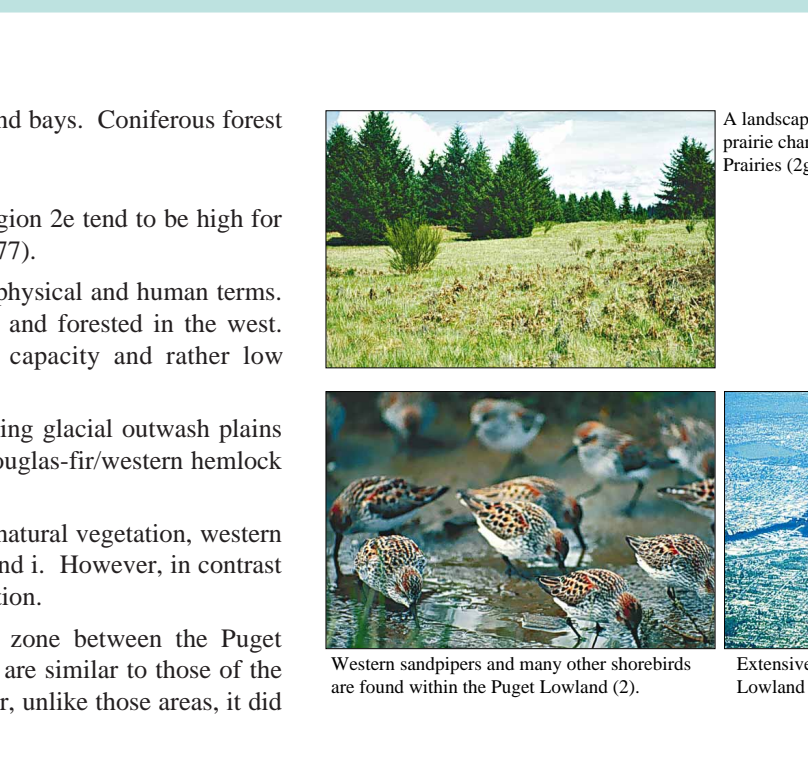 nd bays. Coniferous forest
gion 2e tend to be high for
77).
physical and human terms.
and forested in the west.
capacity and rather low
ing glacial outwash plains
ouglas-fir/western hemlock
natural vegetation, western
nd i. However, in contrast
tion.
zone between the Puget
are similar to those of the
r, unlike those areas, it did
A landscap
prairie char
Prairies (2g
Western sandpipers and many other shorebirds
are found within the Puget Lowland (2).
Extensive
Lowland